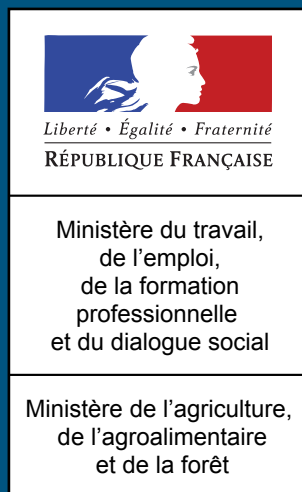 Liberté • Égalité • Fraternité
RÉPUBLIQUE FRANÇAISE
Ministère du travail,
de l’emploi,
de la formation
professionnelle
et du dialogue social
Ministère de l’agriculture,
de l’agroalimentaire
et de la forêt